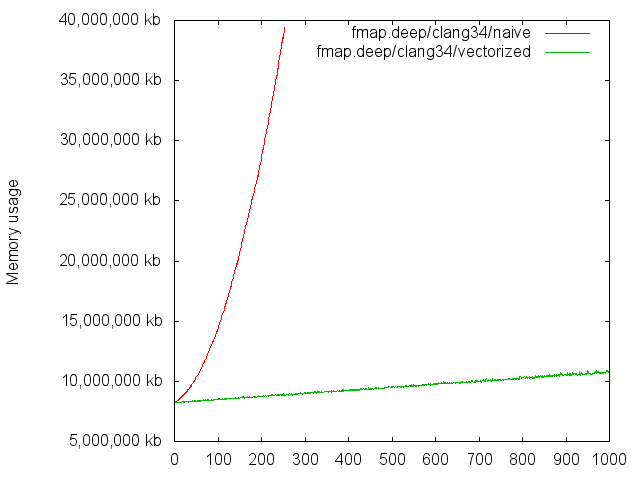 40,000,000 kb
35,000,000 kb
30,000,000 kb
25,000,000 kb
20,000,000 kb
15,000,000 kb
10,000,000 kb
5,000,000 kb
Memory usage
fmap.deep/clang34/naive
fmap.deep/clang34/vectorized
0 100 200 300 400 500 600 700 800 900 1000